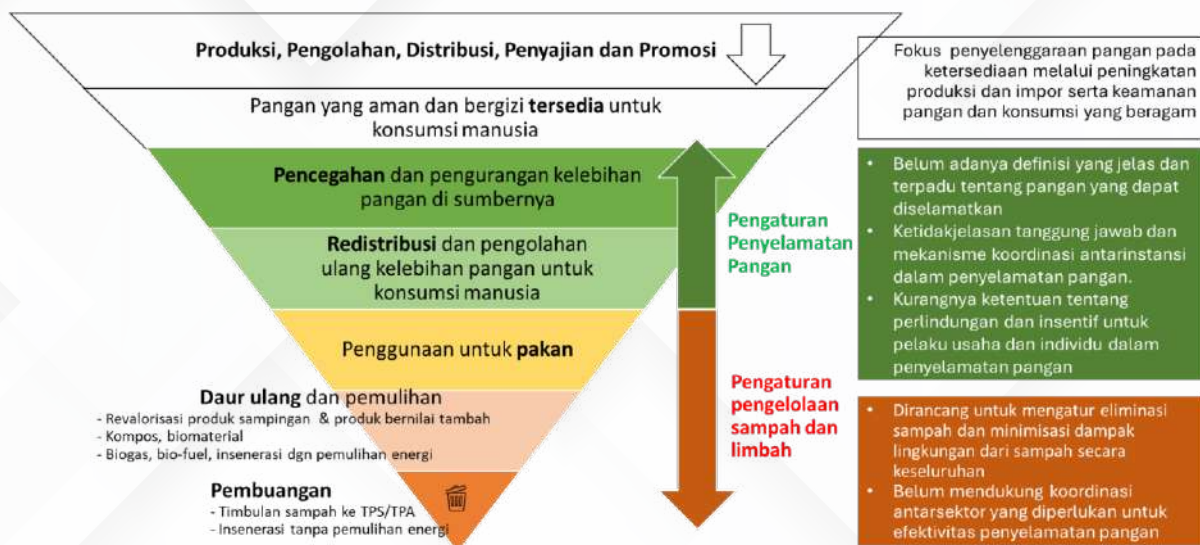 Produksi, Pengolahan, Distribusi, Penyajian dan Promosi
Pangan yang aman dan bergizi tersedia untuk
konsumsi manusia
Pencegahan dan pengurangan kelebihan
pangan di sumbernya
Redistribusi dan pengolahan
ulang kelebihan pangan untuk
konsumsi manusia
Penggunaan untuk pakan
Daur ulang dan pemulihan
- Revalorisasi produk sampingan & produk bernilai tambah
- Kompos, biomaterial
- Biogas, bio-fuel, insenerasi dgn pemulihan energi
Pembuangan
- Timbulan sampah ke TPS/TPA
- Insenerasi tanpa pemulihan energi
Pengaturan
Penyelamatan
Pangan
Pengaturan
pengelolaan
sampah dan
limbah
Fokus penyelenggaraan pangan pada
ketersediaan melalui peningkatan
produksi dan impor serta keamanan
pangan dan konsumsi yang beragam
• Belum adanya definisi yang jelas dan
terpadu tentang pangan yang dapat
diselamatkan
• Ketidakjelasan tanggung jawab dan
mekanisme koordinasi antarinstansi
dalam penyelamatan pangan.
• Kurangnya ketentuan tentang
perlindungan dan insentif untuk
pelaku usaha dan individu dalam
penyelamatan pangan
• Dirancang untuk mengatur eliminasi
sampah dan minimisasi dampak
lingkungan dari sampah secara
keseluruhan
• Belum mendukung koordinasi
antarsektor yang diperlukan untuk
efektivitas penyelamatan pangan